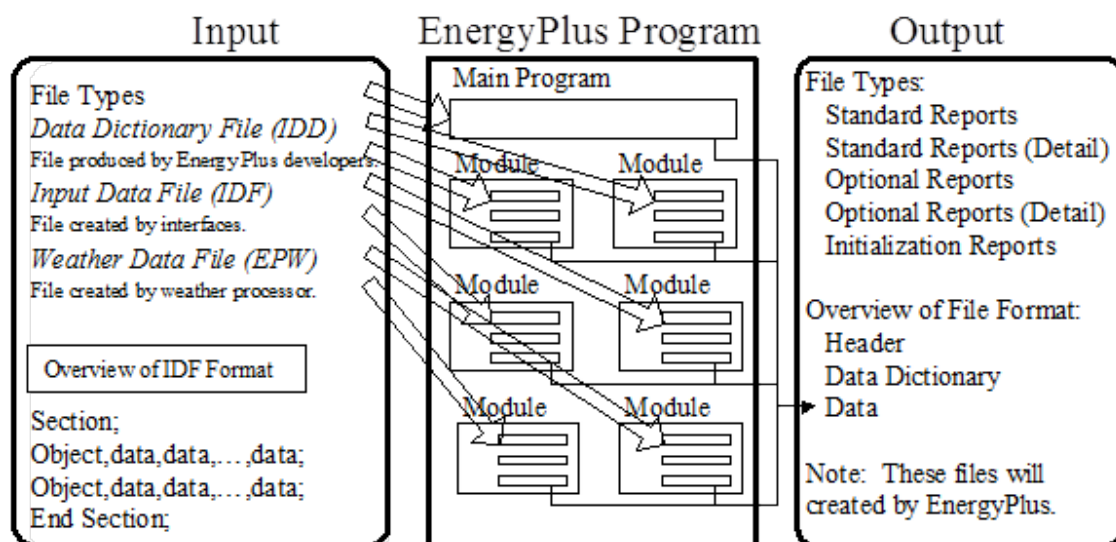 Input
File Types
Data Dictionary File (IDD)
File produced by EnergyPlus developers.
Input Data File (IDF)
File created by interfaces.
Weather Data File (EPW)
File created by weather processor.
Overview of IDF Format
Section;
Object,data,data,…,data;
Object,data,data,…,data;
End Section;
EnergyPlus Program
Main Program
Module
Module
Module
Module
Module
Module
Output
File Types:
Standard Reports
Standard Reports (Detail)
Optional Reports
Optional Reports (Detail)
Initialization Reports
Overview of File Format:
Header
Data Dictionary
Data
Note: These files will
created by EnergyPlus.